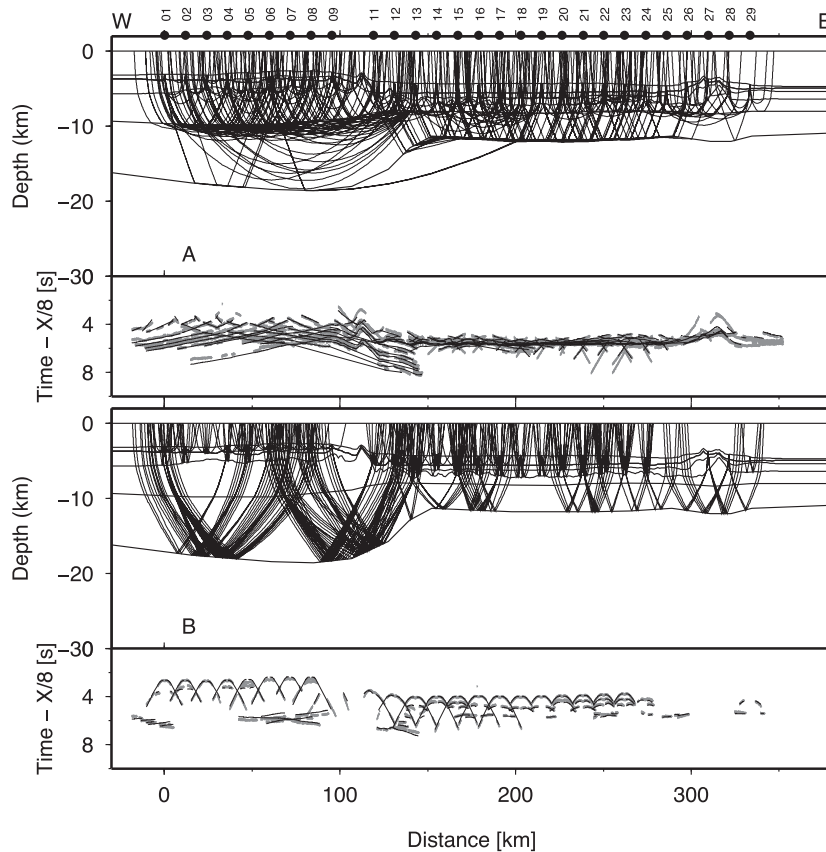 W 01 02 03 04 05 06 07 08 09 11 12 13 14 15 16 17 18 19 20 21 22 23 24 25 26 27 28 29 E
0
−10
−20
−30
Depth (km)
A
4
8
Time − X/8 [s]
0
−10
−20
−30
Depth (km)
B
4
8
Time − X/8 [s]
0 100 200 300
Distance [km]